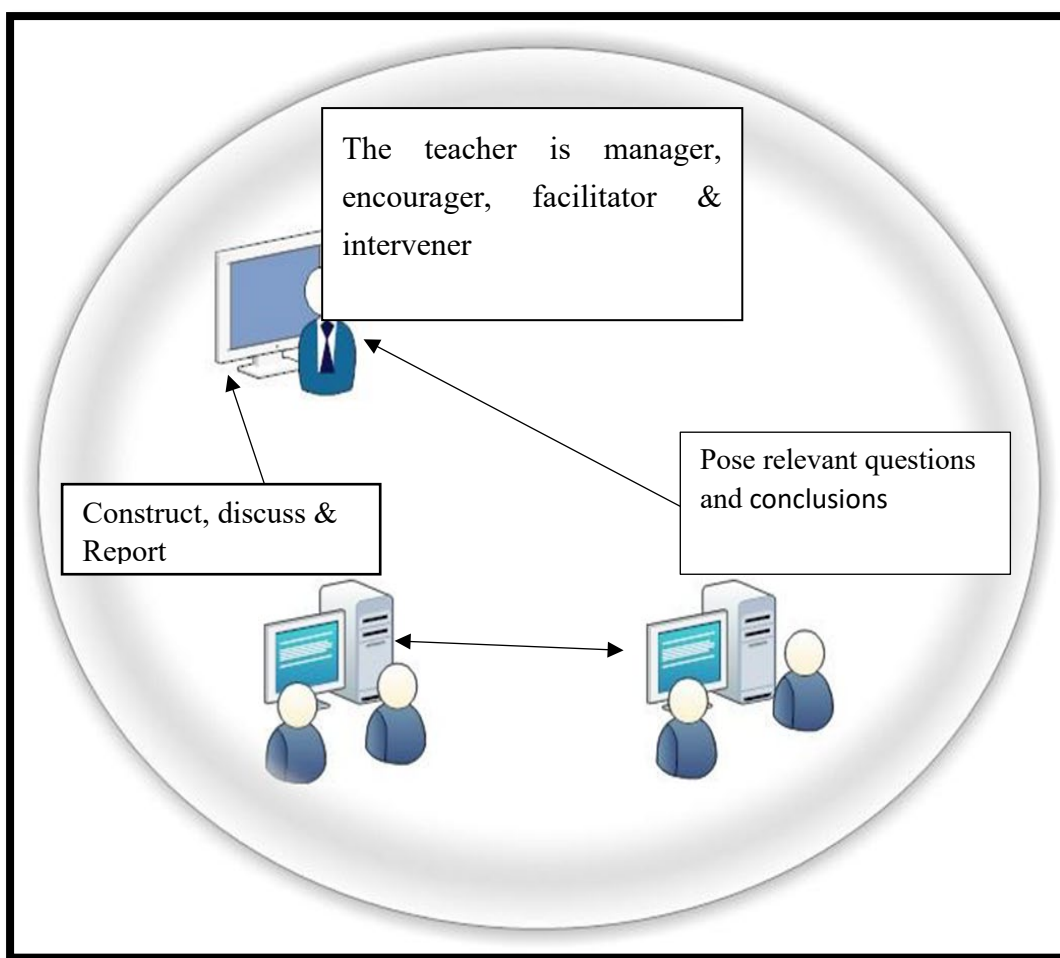 The teacher is manager,
encourager, facilitator &
intervener
Pose relevant questions
and conclusions
Construct, discuss &
Report